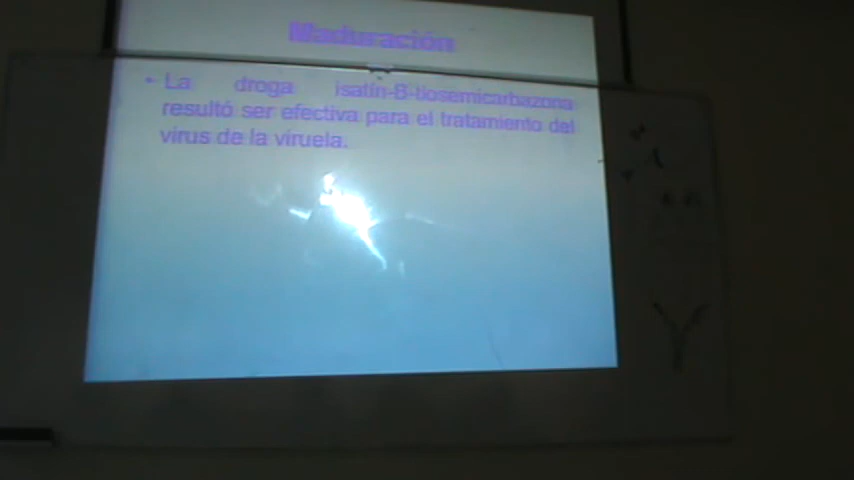 Maduración
• La droga isatín-B-tiosemicarbazona
resultó ser efectiva para el tratamiento del
virus de la viruela.